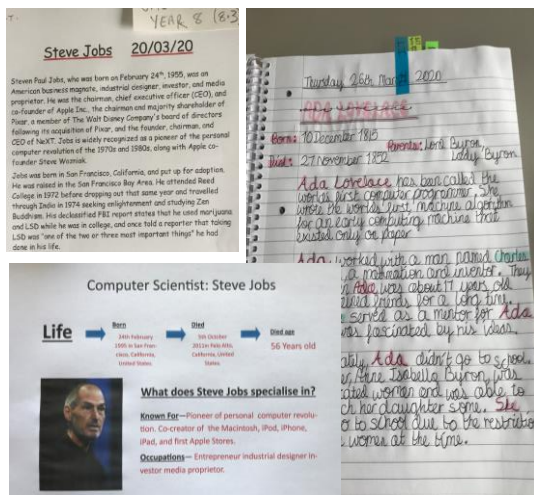 YEAR 8 (8.3)
Steve Jobs 20/03/20
Steven Paul Jobs, who was born on February 24th, 1955, was an
American business magnate, industrial designer, investor, and media
proprietor. He was the chairman, chief executive officer (CEO), and
co-founder of Apple Inc., the chairman and majority shareholder of
Pixar, a member of The Walt Disney Company's board of directors
following its acquisition of Pixar, and the founder, chairman, and
CEO of NeXT. Jobs is widely recognized as a pioneer of the personal
computer revolution of the 1970s and 1980s, along with Apple co-
founder Steve Wozniak.
Jobs was born in San Francisco, California, and put up for adoption.
He was raised in the San Francisco Bay Area. He attended Reed
College in 1972 before dropping out that same year and travelled
through India in 1974 seeking enlightenment and studying Zen
Buddhism. His declassified FBI report states that he used marijuana
and LSD while he was in college, and once told a reporter that taking
LSD was "one of the two or three most important things" he had
done in his life.
Thursday 26th March 2020
ADA LOVELACE
Born: 10 December 1815
Parents: Lord Byron,
Lady Byron
Died: 27 November 1852
Ada Lovelace has been called the
worlds first computer programmer. She
wrote the worlds first machine algorithm
for an early computing machine that
existed only on paper
Ada, worked with a man named Charles
, a mathmation and inventor. They
Ada was about 17 years old
friends for a long time.
served as a mentor for Ada
was fascinated by his ideas.
Ada didn't go to school.
Anne Isabella Byron, was
women and was able to
her daughter some. She
to school due to the
women at the time.
Computer Scientist: Steve Jobs
Life
Born
24th February
1995 in San Fran-
cisco, California,
United States.
Died
5th October
2011in Palo Alto,
California, United
States.
Died age
56 Years old
What does Steve Jobs specialise in?
Known For—Pioneer of personal computer revolu-
tion. Co-creator of the Macintosh, iPod, iPhone,
iPad, and first Apple Stores.
Occupations— Entrepreneur industrial designer in-
vestor media proprietor.